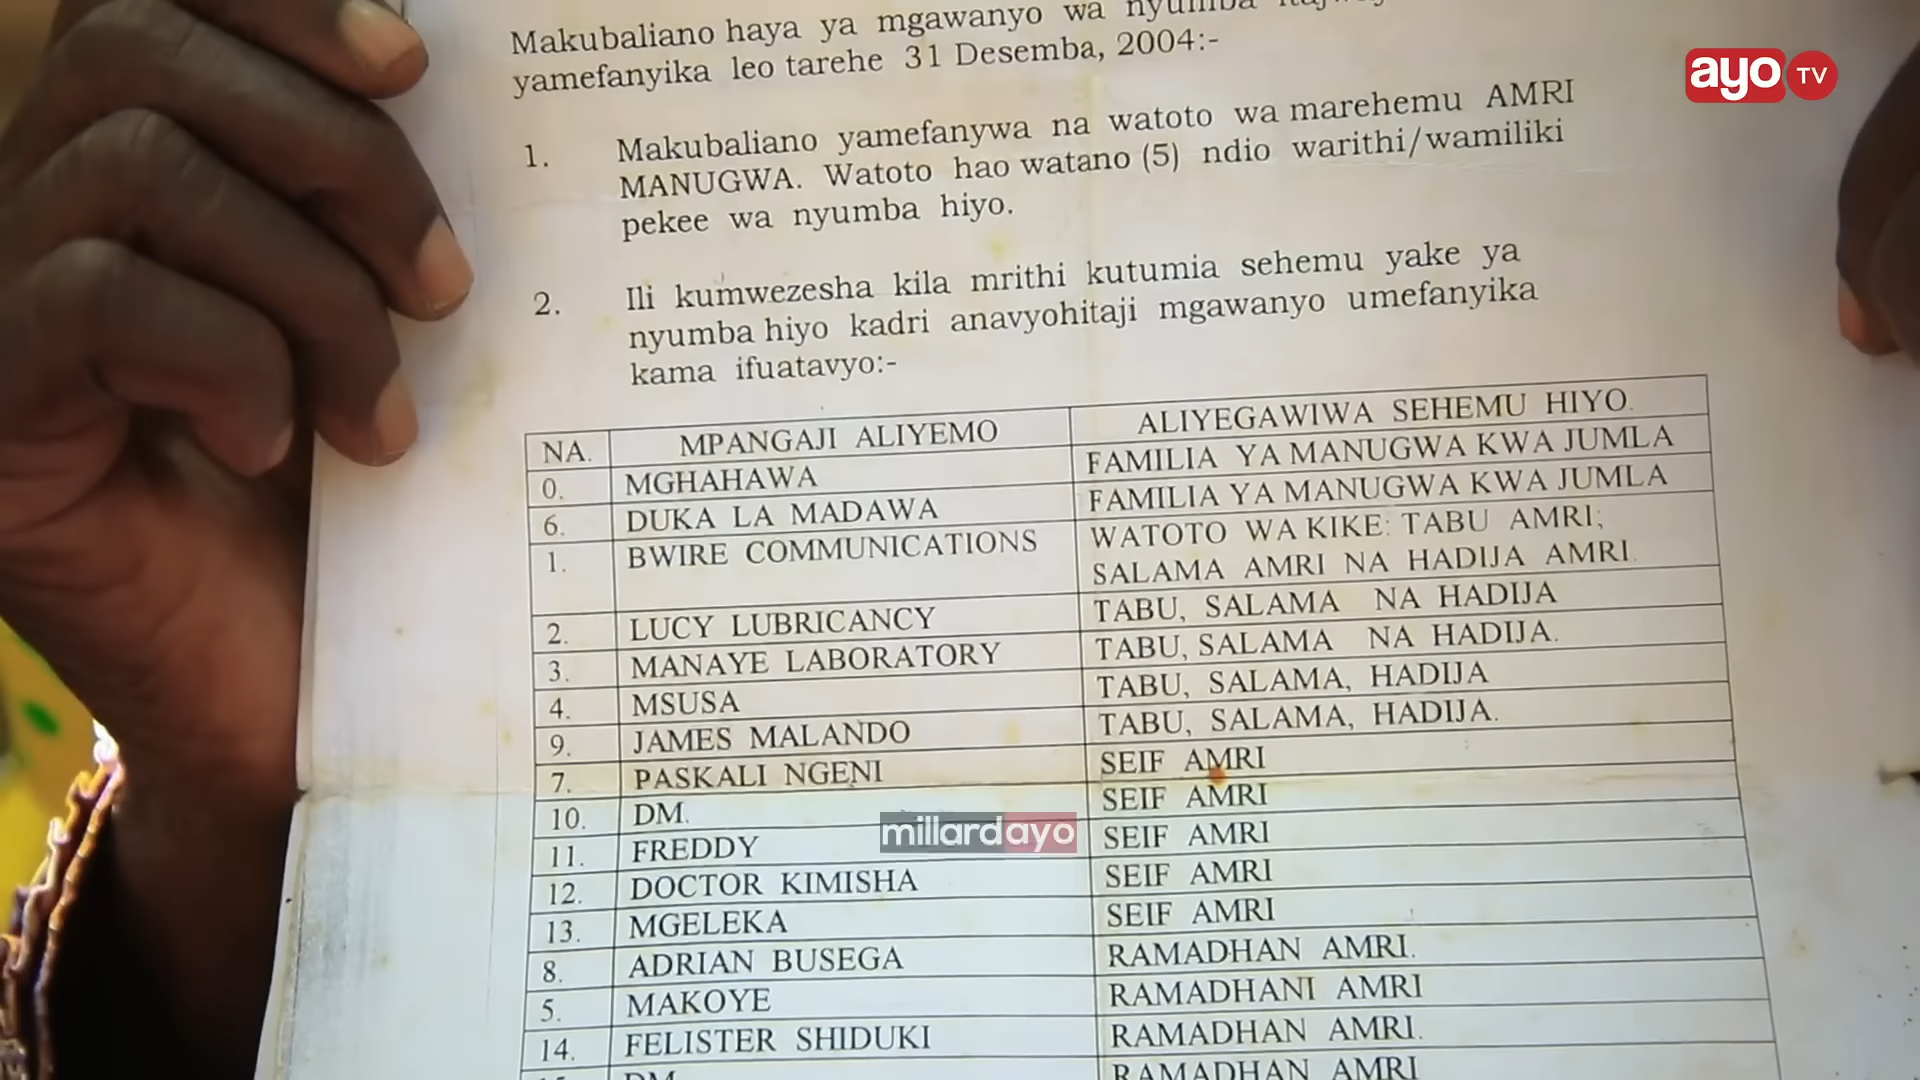 Makubaliano haya ya mgawanyo wa nyumba
yamefanyika leo tarehe 31 Desemba, 2004:-
ayo TV
1. Makubaliano yamefanywa na watoto wa marehemu AMRI
MANUGWA. Watoto hao watano (5) ndio warithi/wamiliki
pekee wa nyumba hiyo.
2. Ili kumwezesha kila mrithi kutumia sehemu yake ya
nyumba hiyo kadri anavyohitaji mgawanyo umefanyika
kama ifuatavyo:-
NA. MPANGAJI ALIYEMO ALIYEGAWIWA SEHEMU HIYO.
0. MGHAHAWA FAMILIA YA MANUGWA KWA JUMLA
6. DUKA LA MADAWA FAMILIA YA MANUGWA KWA JUMLA
1. BWIRE COMMUNICATIONS WATOTO WA KIKE: TABU AMRI;
SALAMA AMRI NA HADIJA AMRI.
2. LUCY LUBRICANCY TABU, SALAMA NA HADIJA
3. MANAYE LABORATORY TABU, SALAMA NA HADIJA.
4. MSUSA TABU, SALAMA, HADIJA
9. JAMES MALANDO TABU, SALAMA, HADIJA.
7. PASKALI NGENI SEIF AMRI
10. DM. SEIF AMRI
11. FREDDY SEIF AMRI
12. DOCTOR KIMISHA SEIF AMRI
13. MGELEKA SEIF AMRI
8. ADRIAN BUSEGA RAMADHAN AMRI.
5. MAKOYE RAMADHANI AMRI
14. FELISTER SHIDUKI RAMADHAN AMRI.
DM. RAMADHAN AMRI
millardayo